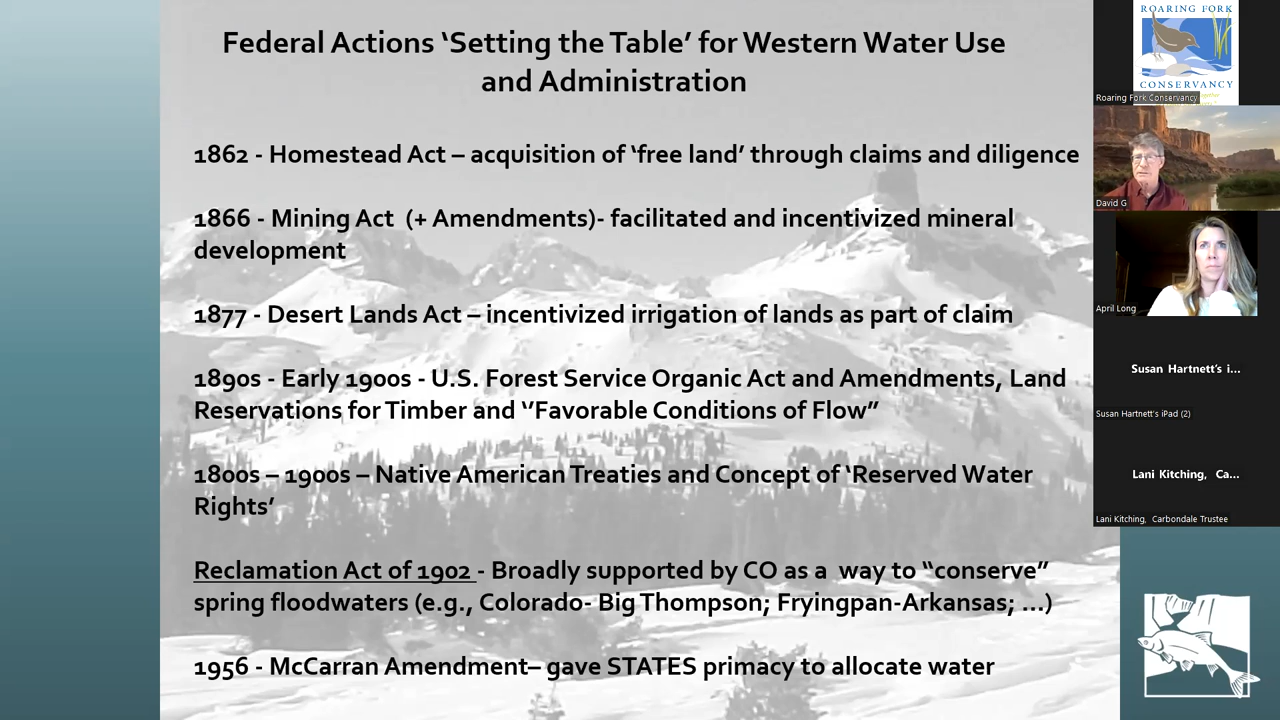 Federal Actions ‘Setting the Table’ for Western Water Use
and Administration
1862 - Homestead Act – acquisition of ‘free land’ through claims and diligence
1866 - Mining Act (+ Amendments)- facilitated and incentivized mineral
development
1877 - Desert Lands Act – incentivized irrigation of lands as part of claim
1890s - Early 1900s - U.S. Forest Service Organic Act and Amendments, Land
Reservations for Timber and ‘’Favorable Conditions of Flow”
1800s – 1900s – Native American Treaties and Concept of ‘Reserved Water
Rights’
Reclamation Act of 1902 - Broadly supported by CO as a way to “conserve”
spring floodwaters (e.g., Colorado- Big Thompson; Fryingpan-Arkansas; ...)
1956 - McCarran Amendment– gave STATES primacy to allocate water
ROARING FORK
CONSERVANCY
Roaring Fork Conservancy
David G
April Long
Susan Hartnett's i...
Susan Hartnett's iPad (2)
Lani Kitching, Ca...
Lani Kitching, Carbondale Trustee